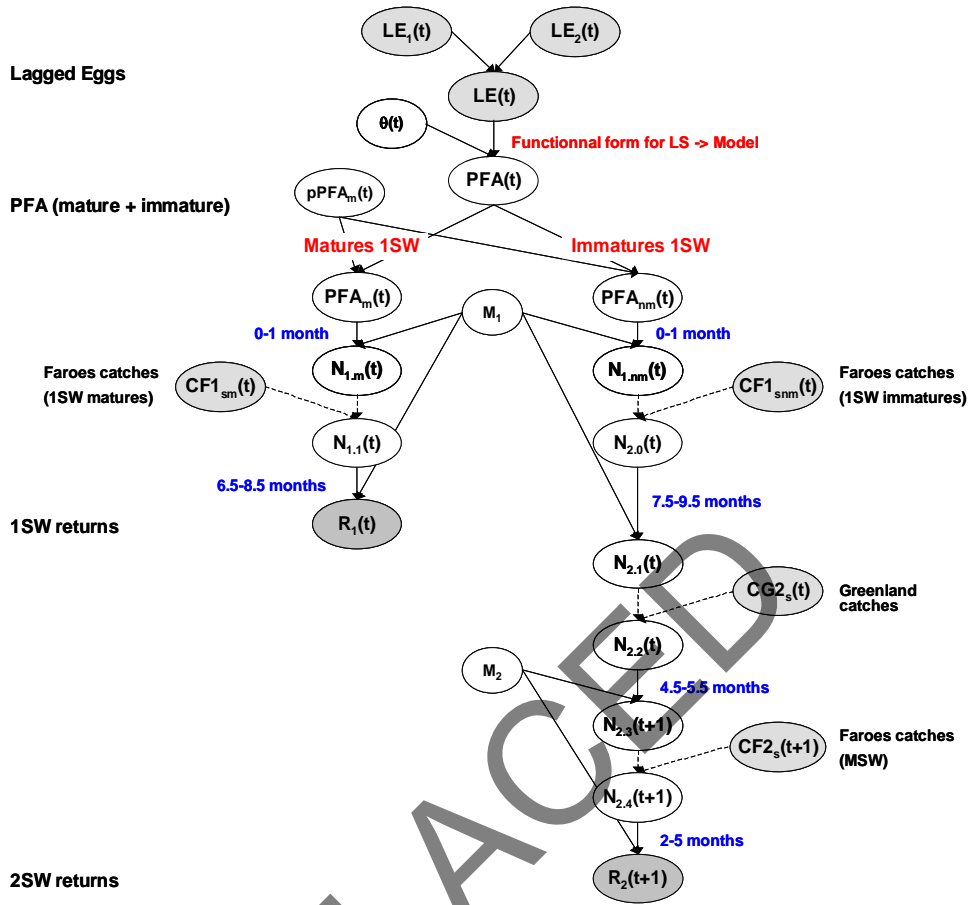 LE₁(t) LE₂(t)
Lagged Eggs
LE(t)
θ(t)
Functionnal form for LS -> Model
PFA(t)
pPFAₘ(t)
PFA (mature + immature)
Matures 1SW Immatures 1SW
PFAₘ(t) PFAₙₘ(t)
M₁
0-1 month 0-1 month
N₁.ₘ(t) N₁.ₙₘ(t)
Faroes catches
(1SW matures)
CF1ₛₘ(t)
CF1ₛₙₘ(t)
Faroes catches
(1SW immatures)
N₁.₁(t) N₂.₀(t)
6.5-8.5 months
7.5-9.5 months
1SW returns
R₁(t)
N₂.₁(t)
CG2ₛ(t)
Greenland
catches
N₂.₂(t)
M₂
4.5-5.5 months
N₂.₃(t+1)
CF2ₛ(t+1)
Faroes catches
(MSW)
N₂.₄(t+1)
2-5 months
2SW returns
R₂(t+1)
LACED